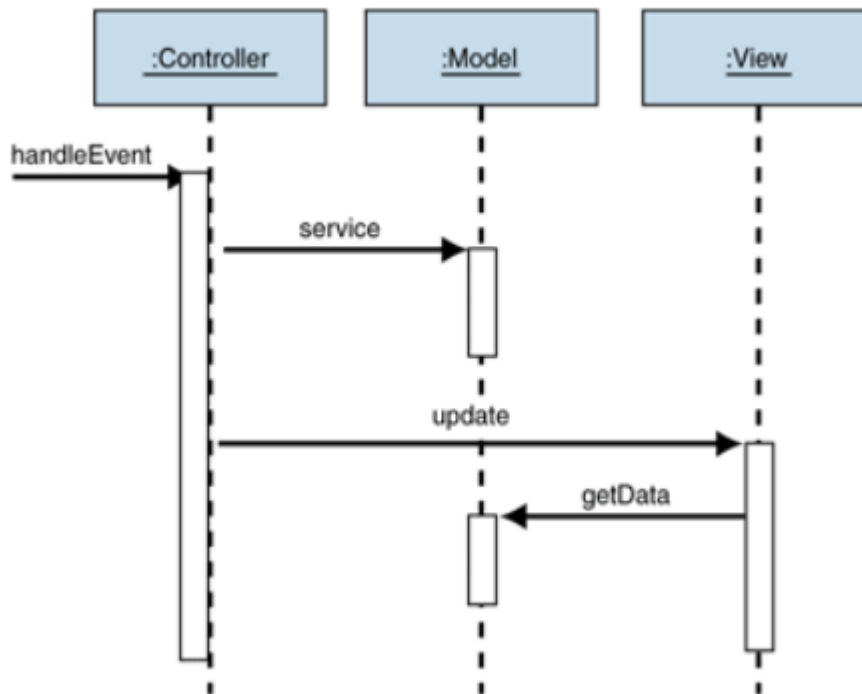 :Controller
:Model
:View
handleEvent
service
update
getData